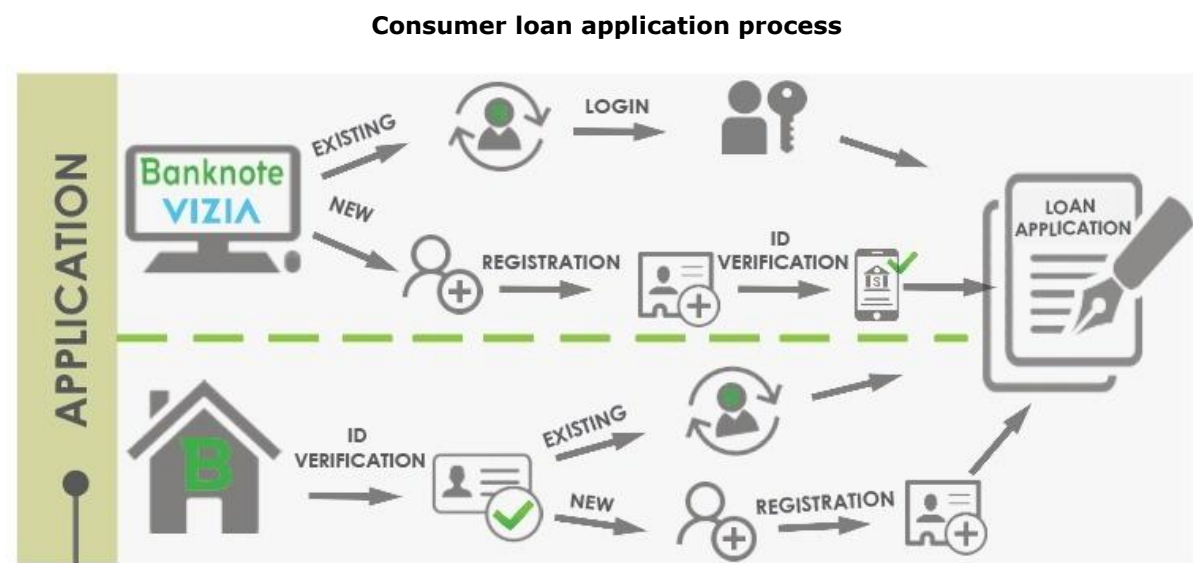 Consumer loan application process
APPLICATION
Banknote
VIZIA
EXISTING
LOGIN
NEW
REGISTRATION
ID
VERIFICATION
$
LOAN
APPLICATION
B
ID
VERIFICATION
EXISTING
NEW
REGISTRATION